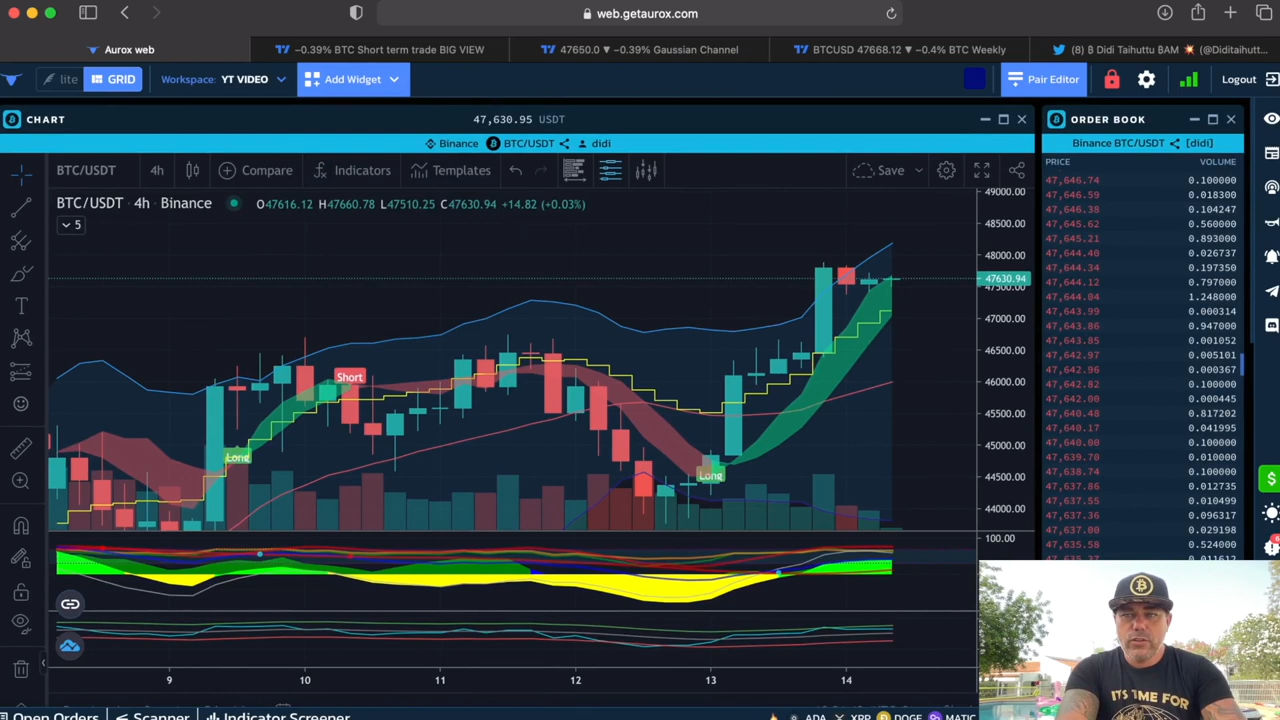 web.getaurox.com
Aurox web
−0.39% BTC Short term trade BIG VIEW
47650.0 ▼ −0.39% Gaussian Channel
BTCUSD 47668.12 ▼ −0.4% BTC Weekly
(8) ₿ Didi Taihuttu ₿AM 💥 (@Diditaihutt...
lite
GRID
Workspace: YT VIDEO
Add Widget
Pair Editor
Logout
CHART
47,630.95 USDT
ORDER BOOK
Binance BTC/USDT didi
Binance BTC/USDT [didi]
BTC/USDT 4h Compare Indicators Templates Save
PRICE VOLUME
BTC/USDT · 4h · Binance O47616.12 H47660.78 L47510.25 C47630.94 +14.82 (+0.03%)
5
49000.00
48500.00
48000.00
47630.94
47500.00
47000.00
46500.00
46000.00
45500.00
45000.00
44500.00
44000.00
100.00
Short
Long
Long
47,646.74 0.100000
47,646.59 0.018300
47,646.38 0.104247
47,645.62 0.560000
47,645.21 0.893000
47,644.40 0.026737
47,644.34 0.197350
47,644.12 0.797000
47,644.04 1.248000
47,643.99 0.000314
47,643.86 0.947000
47,643.85 0.001052
47,642.97 0.005101
47,642.96 0.000367
47,642.82 0.100000
47,642.00 0.000445
47,640.48 0.817202
47,640.17 0.041995
47,640.00 0.100000
47,639.70 0.010000
47,638.74 0.100000
47,637.86 0.012735
47,637.55 0.010499
47,637.36 0.096317
47,637.00 0.029198
47,635.58 0.524000
47,635.37 0.011612
9 10 11 12 13 14
IT'S TIME FOR
Open Orders Scanner Indicator Screener
ADA XRP DOGE MATIC